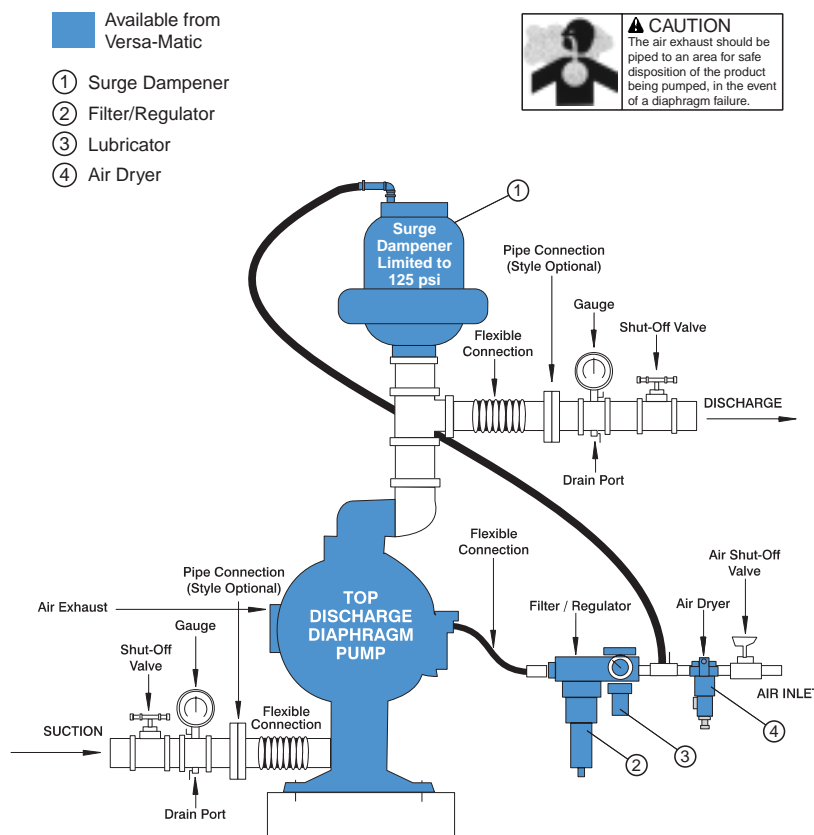 Available from
Versa-Matic
1 Surge Dampener
2 Filter/Regulator
3 Lubricator
4 Air Dryer
CAUTION
The air exhaust should be
piped to an area for safe
disposition of the product
being pumped, in the event
of a diaphragm failure.
1
Surge
Dampener
Limited to
125 psi
Pipe Connection
(Style Optional)
Gauge
Shut-Off Valve
Flexible
Connection
DISCHARGE
Drain Port
Flexible
Connection
Air Shut-Off
Valve
Pipe Connection
(Style Optional)
TOP
DISCHARGE
DIAPHRAGM
PUMP
Filter / Regulator
Air Dryer
Air Exhaust
Gauge
Shut-Off
Valve
Flexible
Connection
SUCTION
AIR INLET
4
3
2
Drain Port